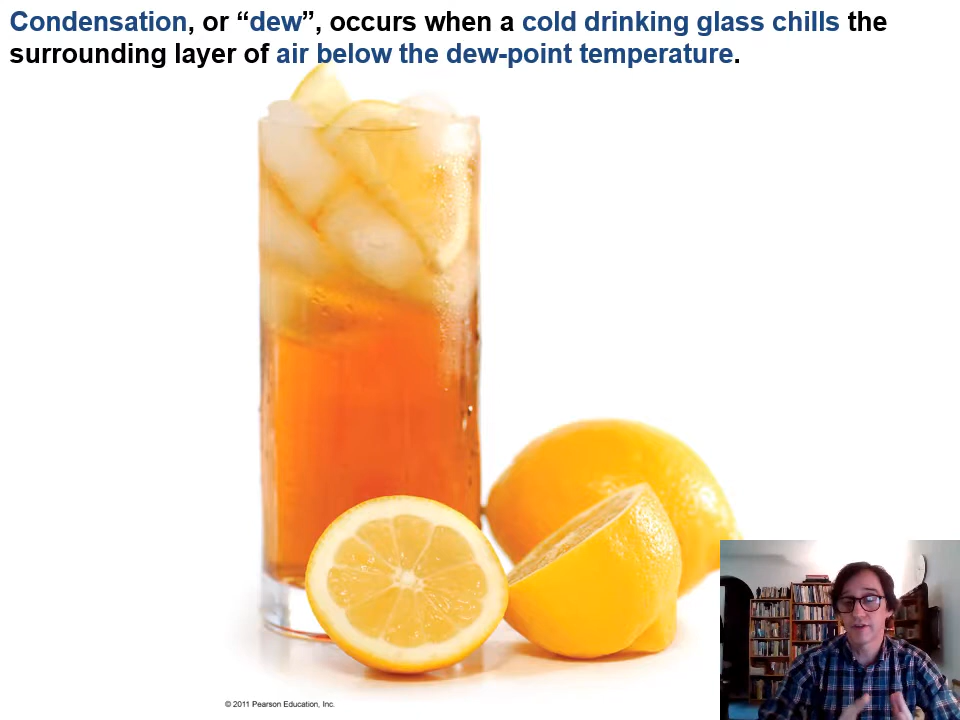 Condensation, or “dew”, occurs when a cold drinking glass chills the
surrounding layer of air below the dew-point temperature.
© 2011 Pearson Education, Inc.